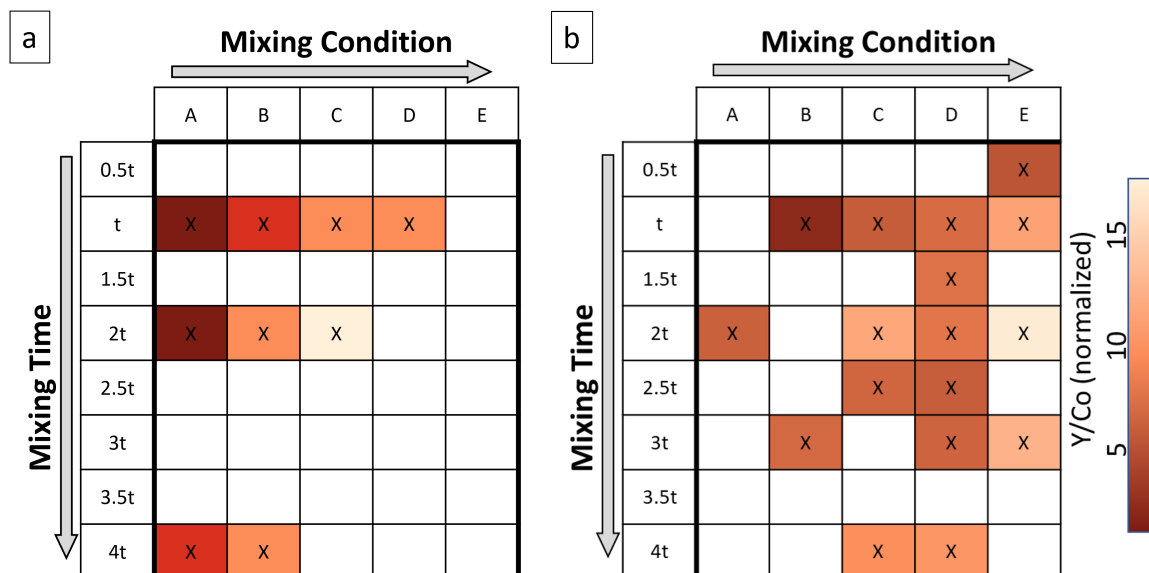 a
Mixing Condition
A B C D E
Mixing Time
0.5t
t X X X X
1.5t
2t X X X
2.5t
3t
3.5t
4t X X
b
Mixing Condition
A B C D E
Mixing Time
0.5t X
t X X X X
1.5t X
2t X X X X
2.5t X X
3t X X X
3.5t
4t X X
Y/Co (normalized)
15
10
5